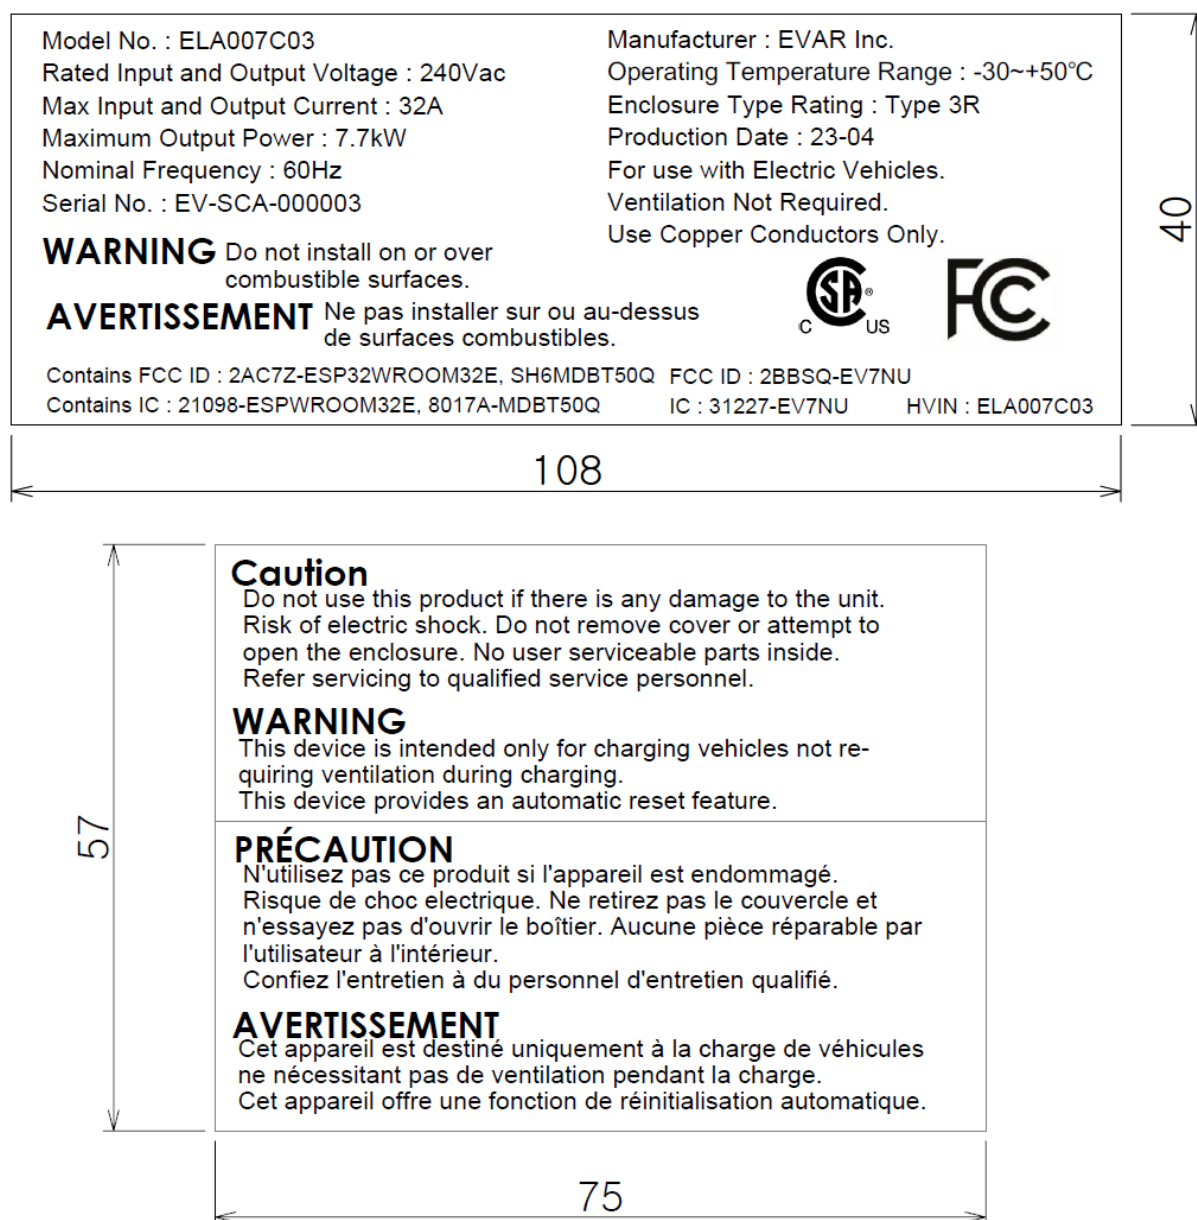 Model No. : ELA007C03
Rated Input and Output Voltage : 240Vac
Max Input and Output Current : 32A
Maximum Output Power : 7.7kW
Nominal Frequency : 60Hz
Serial No. : EV-SCA-000003
Manufacturer : EVAR Inc.
Operating Temperature Range : -30~+50℃
Enclosure Type Rating : Type 3R
Production Date : 23-04
For use with Electric Vehicles.
Ventilation Not Required.
Use Copper Conductors Only.
WARNING Do not install on or over
combustible surfaces.
AVERTISSEMENT Ne pas installer sur ou au-dessus
de surfaces combustibles.
C SA ® US
FC
Contains FCC ID : 2AC7Z-ESP32WROOM32E, SH6MDBT50Q FCC ID : 2BBSQ-EV7NU
Contains IC : 21098-ESPWROOM32E, 8017A-MDBT50Q IC : 31227-EV7NU HVIN : ELA007C03
40
108
Caution
Do not use this product if there is any damage to the unit.
Risk of electric shock. Do not remove cover or attempt to
open the enclosure. No user serviceable parts inside.
Refer servicing to qualified service personnel.
WARNING
This device is intended only for charging vehicles not re-
quiring ventilation during charging.
This device provides an automatic reset feature.
57
PRÉCAUTION
N'utilisez pas ce produit si l'appareil est endommagé.
Risque de choc electrique. Ne retirez pas le couvercle et
n'essayez pas d'ouvrir le boîtier. Aucune pièce réparable par
l'utilisateur à l'intérieur.
Confiez l'entretien à du personnel d'entretien qualifié.
AVERTISSEMENT
Cet appareil est destiné uniquement à la charge de véhicules
ne nécessitant pas de ventilation pendant la charge.
Cet appareil offre une fonction de réinitialisation automatique.
75